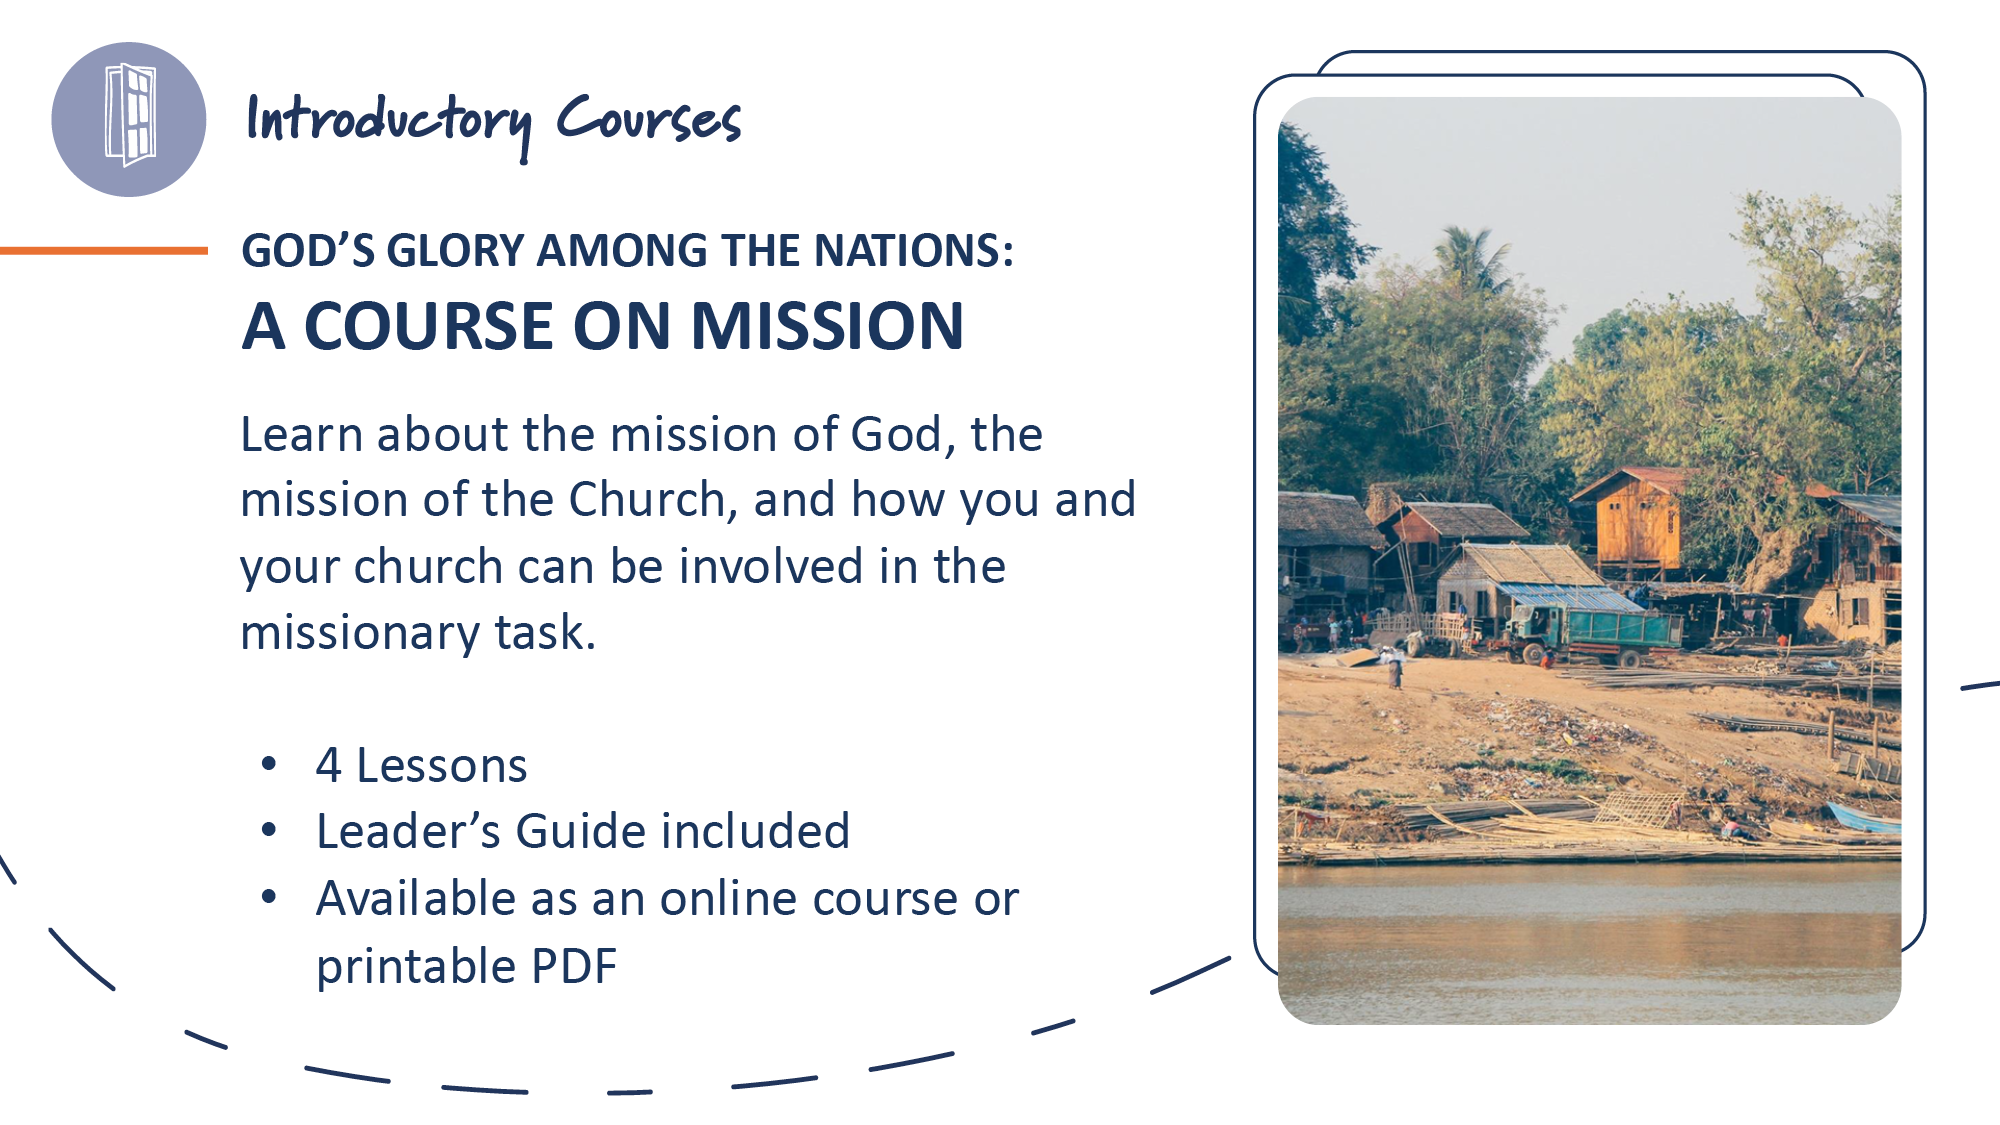 Introductory Courses
GOD’S GLORY AMONG THE NATIONS:
A COURSE ON MISSION
Learn about the mission of God, the
mission of the Church, and how you and
your church can be involved in the
missionary task.
• 4 Lessons
• Leader’s Guide included
• Available as an online course or
printable PDF